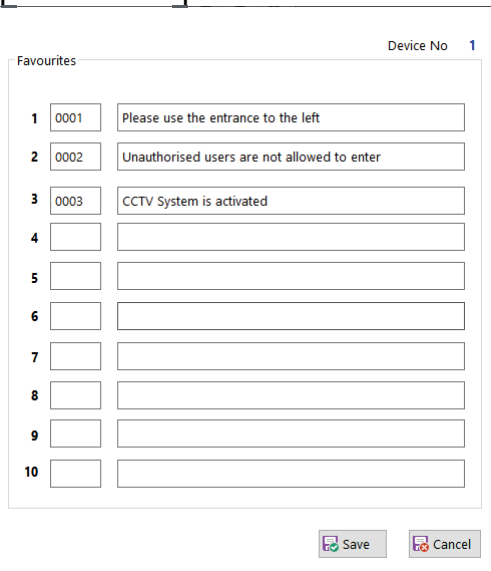 Device No 1
Favourites
1 0001 Please use the entrance to the left
2 0002 Unauthorised users are not allowed to enter
3 0003 CCTV System is activated
4
5
6
7
8
9
10
Save Cancel